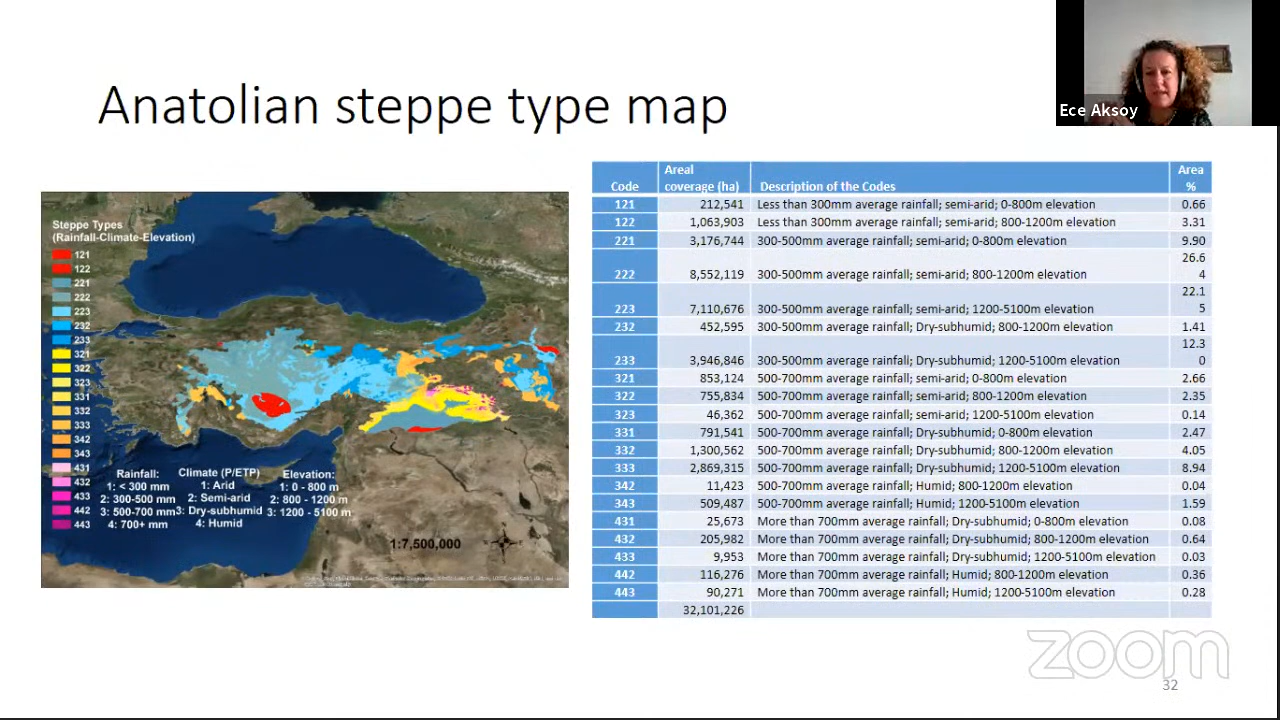 Ece Aksoy
Anatolian steppe type map
Steppe Types
(Rainfall-Climate-Elevation)
121
122
221
222
223
232
233
321
322
323
331
332
333
342
343
431
432
433
442
443
Rainfall:
1: < 300 mm
2: 300-500 mm
3: 500-700 mm
4: 700+ mm
Climate (P/ETP)
1: Arid
2: Semi-arid
3: Dry-subhumid
4: Humid
Elevation:
1: 0 - 800 m
2: 800 - 1200 m
3: 1200 - 5100 m
1:7,500,000
Code Areal coverage (ha) Description of the Codes Area %
121 212,541 Less than 300mm average rainfall; semi-arid; 0-800m elevation 0.66
122 1,063,903 Less than 300mm average rainfall; semi-arid; 800-1200m elevation 3.31
221 3,176,744 300-500mm average rainfall; semi-arid; 0-800m elevation 9.90
222 8,552,119 300-500mm average rainfall; semi-arid; 800-1200m elevation 26.64
223 7,110,676 300-500mm average rainfall; semi-arid; 1200-5100m elevation 22.15
232 452,595 300-500mm average rainfall; Dry-subhumid; 800-1200m elevation 1.41
233 3,946,846 300-500mm average rainfall; Dry-subhumid; 1200-5100m elevation 12.30
321 853,124 500-700mm average rainfall; semi-arid; 0-800m elevation 2.66
322 755,834 500-700mm average rainfall; semi-arid; 800-1200m elevation 2.35
323 46,362 500-700mm average rainfall; semi-arid; 1200-5100m elevation 0.14
331 791,541 500-700mm average rainfall; Dry-subhumid; 0-800m elevation 2.47
332 1,300,562 500-700mm average rainfall; Dry-subhumid; 800-1200m elevation 4.05
333 2,869,315 500-700mm average rainfall; Dry-subhumid; 1200-5100m elevation 8.94
342 11,423 500-700mm average rainfall; Humid; 800-1200m elevation 0.04
343 509,487 500-700mm average rainfall; Humid; 1200-5100m elevation 1.59
431 25,673 More than 700mm average rainfall; Dry-subhumid; 0-800m elevation 0.08
432 205,982 More than 700mm average rainfall; Dry-subhumid; 800-1200m elevation 0.64
433 9,953 More than 700mm average rainfall; Dry-subhumid; 1200-5100m elevation 0.03
442 116,276 More than 700mm average rainfall; Humid; 800-1200m elevation 0.36
443 90,271 More than 700mm average rainfall; Humid; 1200-5100m elevation 0.28
32,101,226
zoom
32